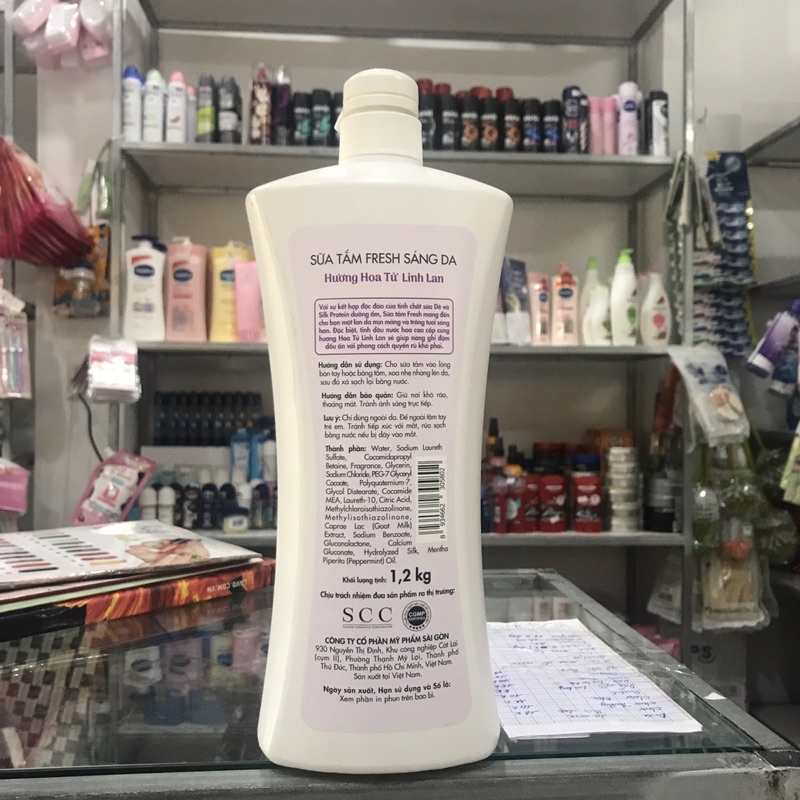 SỮA TẮM FRESH SÁNG DA
Hương Hoa Tử Linh Lan
Với sự kết hợp độc đáo của tinh chất sữa Dê và
Silk Protein dưỡng ẩm, Sữa tắm Fresh mang đến
cho bạn một làn da mịn màng và trông tươi sáng
hơn. Đặc biệt, tinh dầu nước hoa cao cấp cùng
hương Hoa Tử Linh Lan sẽ giúp nàng ghi đậm
dấu ấn với phong cách quyến rũ khó phai.
Hướng dẫn sử dụng: Cho sữa tắm vào lòng
bàn tay hoặc bông tắm, xoa nhẹ nhàng lên da,
sau đó xả sạch lại bằng nước.
Hướng dẫn bảo quản: Giữ nơi khô ráo,
thoáng mát. Tránh ánh sáng trực tiếp.
Lưu ý: Chỉ dùng ngoài da. Để ngoài tầm tay
trẻ em. Tránh tiếp xúc với mắt, rửa sạch
bằng nước nếu bị dây vào mắt.
Thành phần: Water, Sodium Laureth
Sulfate, Cocamidopropyl
Betaine, Fragrance, Glycerin,
Sodium Chloride, PEG-7 Glyceryl
Cocoate, Polyquaternium-7,
Glycol Distearate, Cocamide
MEA, Laureth-10, Citric Acid,
Methylchloroisothiazolinone,
Methylisothiazolinone,
Caprae Lac (Goat Milk)
Extract, Sodium Benzoate,
Gluconolactone, Calcium
Gluconate, Hydrolyzed Silk, Mentha
Piperita (Peppermint) Oil.
Khối lượng tịnh: 1,2 kg
Chịu trách nhiệm đưa sản phẩm ra thị trường:
SCC
CGMP
CÔNG TY CỔ PHẦN MỸ PHẨM SÀI GÒN
930 Nguyễn Thị Định, Khu công nghiệp Cát Lái
(cụm II), Phường Thạnh Mỹ Lợi, Thành phố
Thủ Đức, Thành phố Hồ Chí Minh, Việt Nam.
Sản xuất tại Việt Nam.
Ngày sản xuất, Hạn sử dụng và Số lô:
Xem phần in phun trên bao bì.